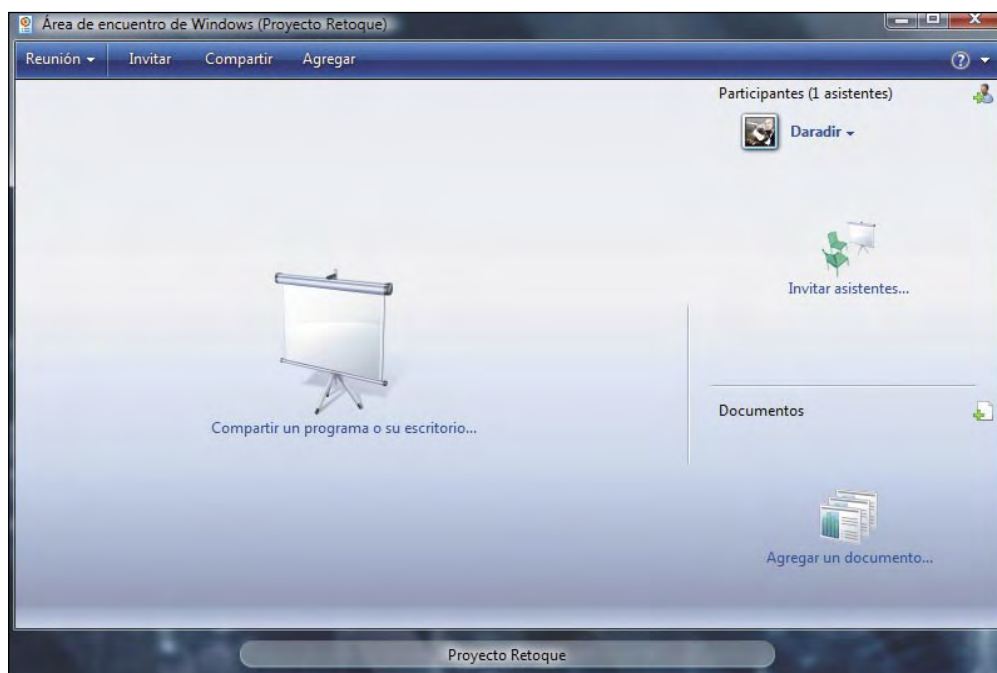 Área de encuentro de Windows (Proyecto Retoque)
Reunión Invitar Compartir Agregar
Participantes (1 asistentes)
Daradir
Invitar asistentes...
Compartir un programa o su escritorio...
Documentos
Agregar un documento...
Proyecto Retoque